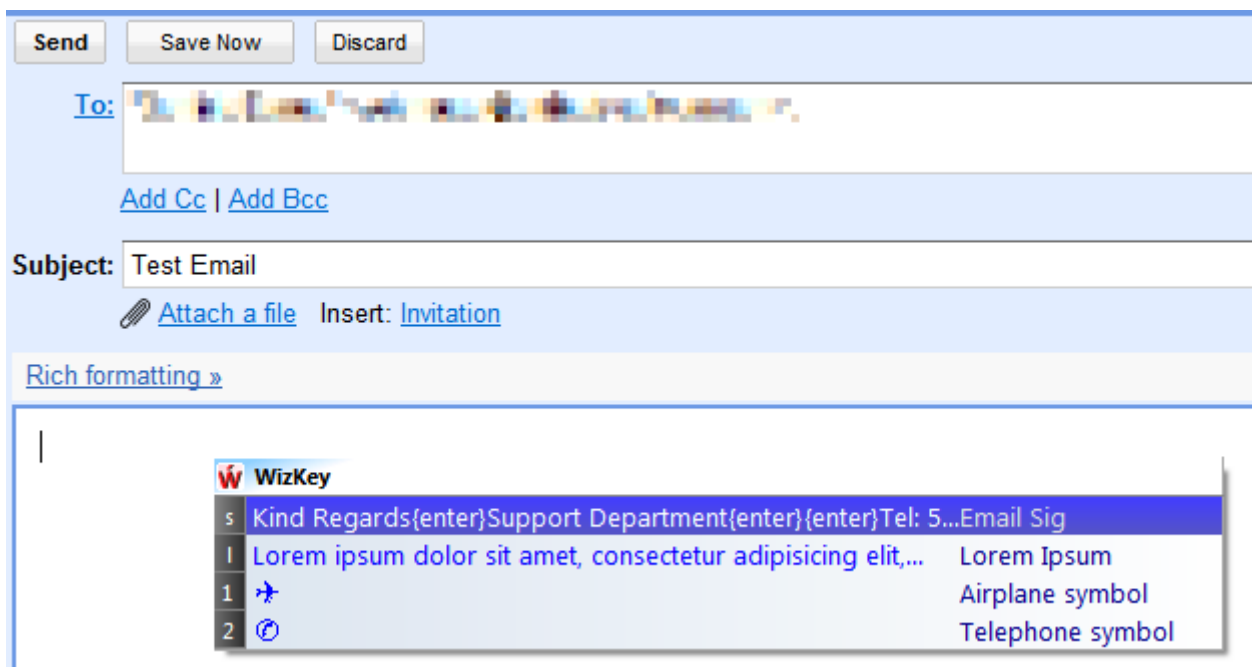 Send Save Now Discard
To:
Add Cc | Add Bcc
Subject: Test Email
Attach a file Insert: Invitation
Rich formatting »
WizKey
s Kind Regards{enter}Support Department{enter}{enter}Tel: 5...Email Sig
l Lorem ipsum dolor sit amet, consectetur adipisicing elit,... Lorem Ipsum
1 ✈ Airplane symbol
2 ✆ Telephone symbol